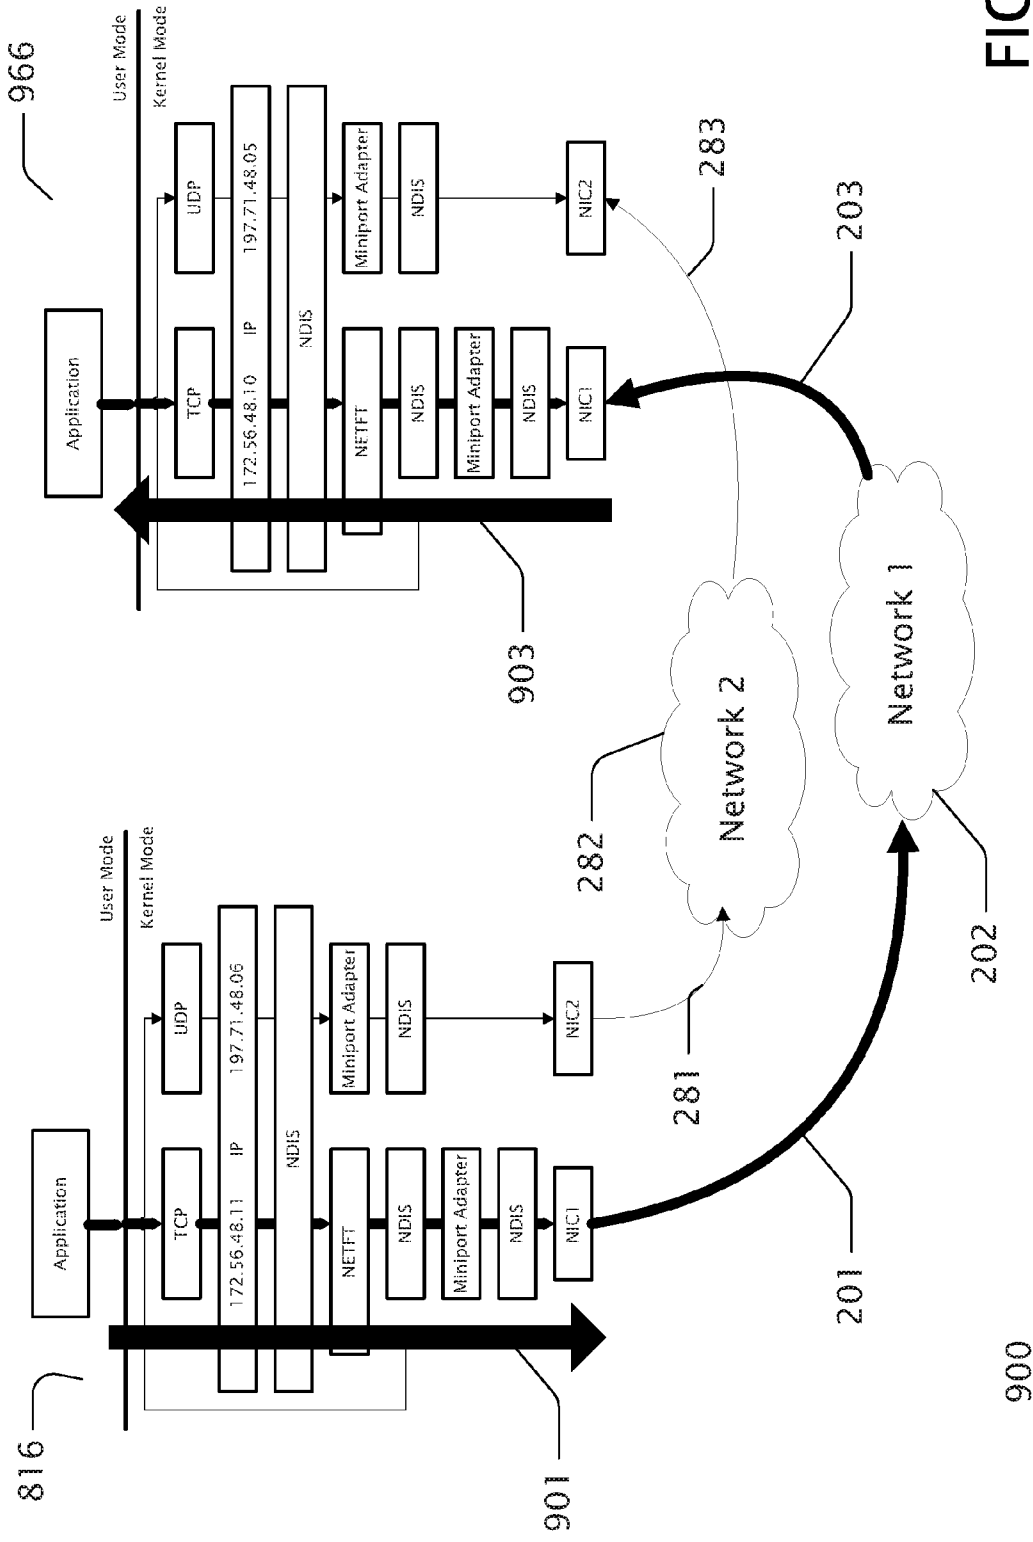 816
Application
User Mode
Kernel Mode
TCP
UDP
172.56.48.11 IP 197.71.48.06
NDIS
NETFT
Miniport Adapter
NDIS
NDIS
Miniport Adapter
NDIS
NIC1
NIC2
901
966
Application
User Mode
Kernel Mode
TCP
UDP
172.56.48.10 IP 197.71.48.05
NDIS
NETFT
Miniport Adapter
NDIS
NDIS
Miniport Adapter
NDIS
NIC1
NIC2
903
281
282
Network 2
283
201
202
Network 1
203
900
FIG